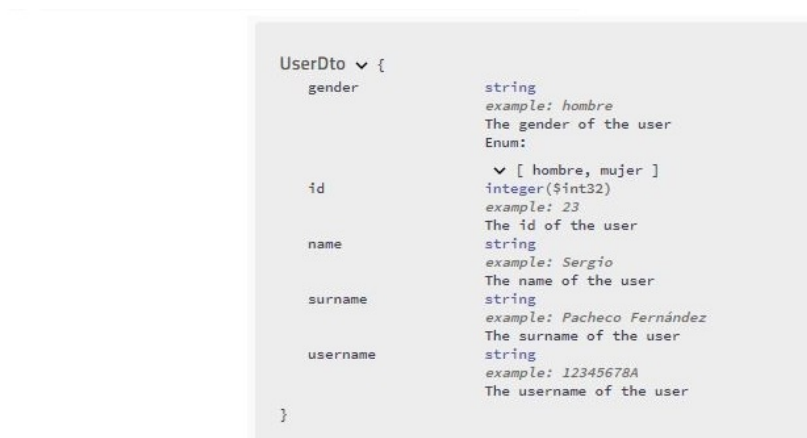 UserDto {
gender string
example: hombre
The gender of the user
Enum:
[ hombre, mujer ]
id integer($int32)
example: 23
The id of the user
name string
example: Sergio
The name of the user
surname string
example: Pacheco Fernández
The surname of the user
username string
example: 12345678A
The username of the user
}